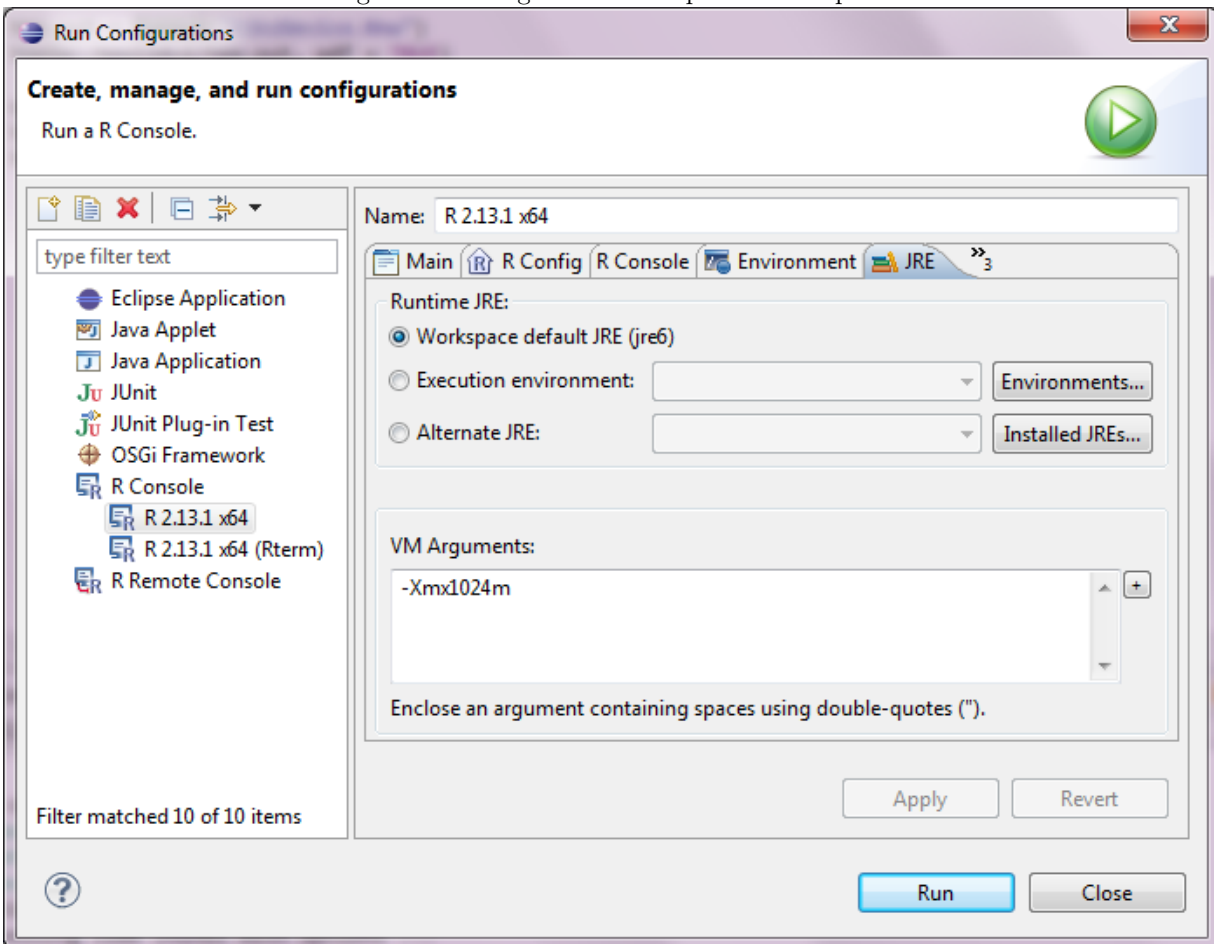 Run Configurations
Create, manage, and run configurations
Run a R Console.
type filter text
Eclipse Application
Java Applet
Java Application
JUnit
JUnit Plug-in Test
OSGi Framework
R Console
R 2.13.1 x64
R 2.13.1 x64 (Rterm)
R Remote Console
Filter matched 10 of 10 items
Name: R 2.13.1 x64
Main R Config R Console Environment JRE »3
Runtime JRE:
Workspace default JRE (jre6)
Execution environment: Environments...
Alternate JRE: Installed JREs...
VM Arguments:
-Xmx1024m
+
Enclose an argument containing spaces using double-quotes (").
Apply Revert
? Run Close